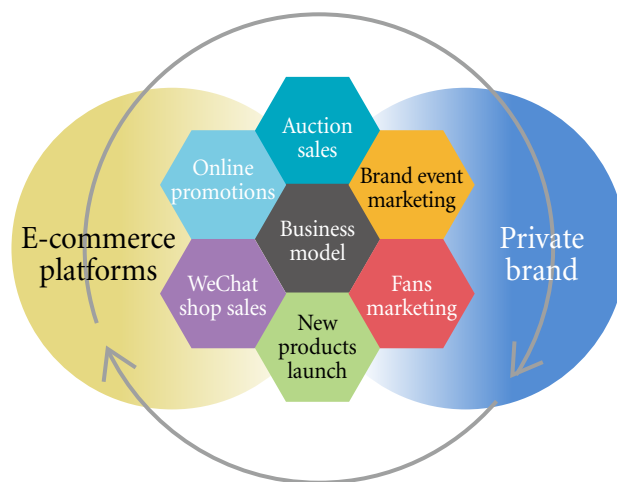 Auction
sales
Online
promotions
Brand event
marketing
E-commerce
platforms
Business
model
Private
brand
WeChat
shop sales
Fans
marketing
New
products
launch